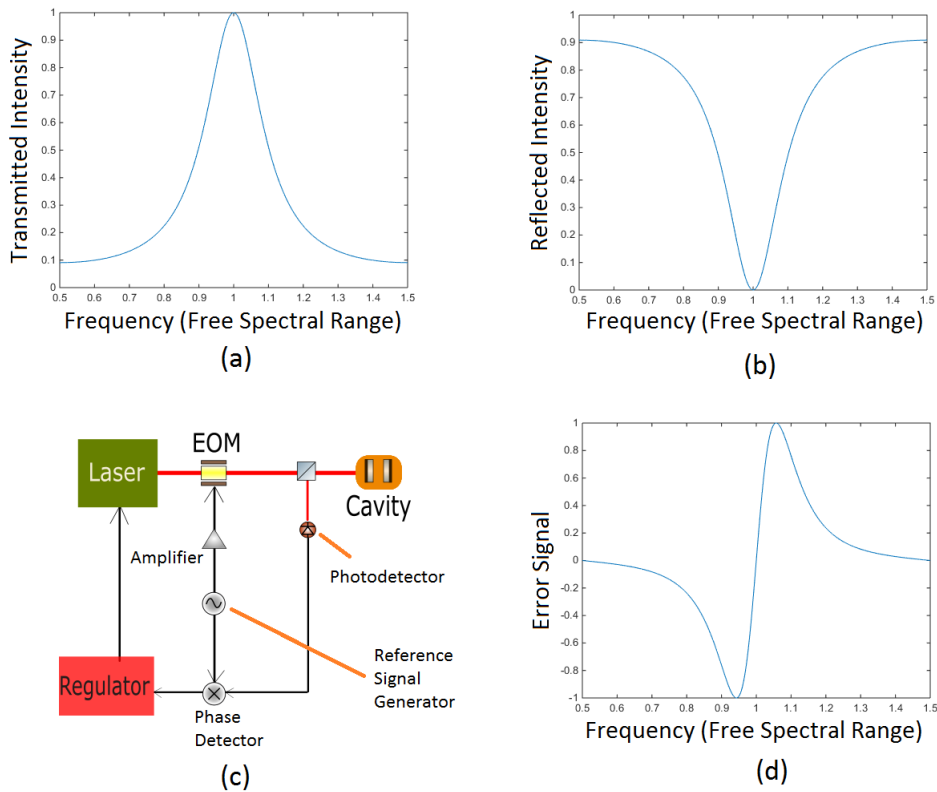 Transmitted Intensity
1
0.9
0.8
0.7
0.6
0.5
0.4
0.3
0.2
0.1
0
0.5 0.6 0.7 0.8 0.9 1 1.1 1.2 1.3 1.4 1.5
Frequency (Free Spectral Range)
(a)
Reflected Intensity
1
0.9
0.8
0.7
0.6
0.5
0.4
0.3
0.2
0.1
0
0.5 0.6 0.7 0.8 0.9 1 1.1 1.2 1.3 1.4 1.5
Frequency (Free Spectral Range)
(b)
EOM
Laser
Cavity
Amplifier
Photodetector
Reference
Signal
Generator
Regulator
Phase
Detector
(c)
Error Signal
1
0.8
0.6
0.4
0.2
0
-0.2
-0.4
-0.6
-0.8
-1
0.5 0.6 0.7 0.8 0.9 1 1.1 1.2 1.3 1.4 1.5
Frequency (Free Spectral Range)
(d)